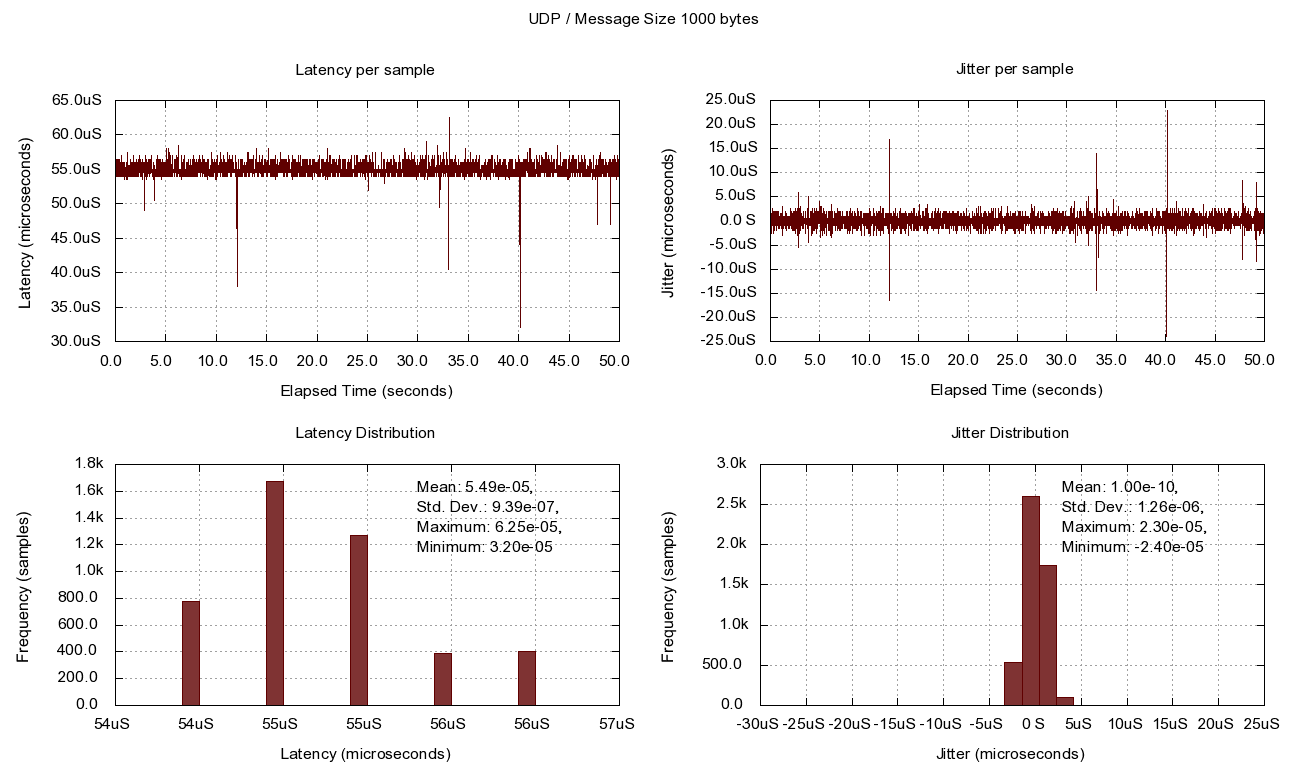 UDP / Message Size 1000 bytes
Latency per sample
65.0uS
60.0uS
55.0uS
50.0uS
45.0uS
40.0uS
35.0uS
30.0uS
Latency (microseconds)
0.0 5.0 10.0 15.0 20.0 25.0 30.0 35.0 40.0 45.0 50.0
Elapsed Time (seconds)
Jitter per sample
25.0uS
20.0uS
15.0uS
10.0uS
5.0uS
0.0 S
-5.0uS
-10.0uS
-15.0uS
-20.0uS
-25.0uS
Jitter (microseconds)
0.0 5.0 10.0 15.0 20.0 25.0 30.0 35.0 40.0 45.0 50.0
Elapsed Time (seconds)
Latency Distribution
1.8k
1.6k
1.4k
1.2k
1.0k
800.0
600.0
400.0
200.0
0.0
Frequency (samples)
Mean: 5.49e-05,
Std. Dev.: 9.39e-07,
Maximum: 6.25e-05,
Minimum: 3.20e-05
54uS 54uS 55uS 55uS 56uS 56uS 57uS
Latency (microseconds)
Jitter Distribution
3.0k
2.5k
2.0k
1.5k
1.0k
500.0
0.0
Frequency (samples)
Mean: 1.00e-10,
Std. Dev.: 1.26e-06,
Maximum: 2.30e-05,
Minimum: -2.40e-05
-30uS -25uS -20uS -15uS -10uS -5uS 0 S 5uS 10uS 15uS 20uS 25uS
Jitter (microseconds)